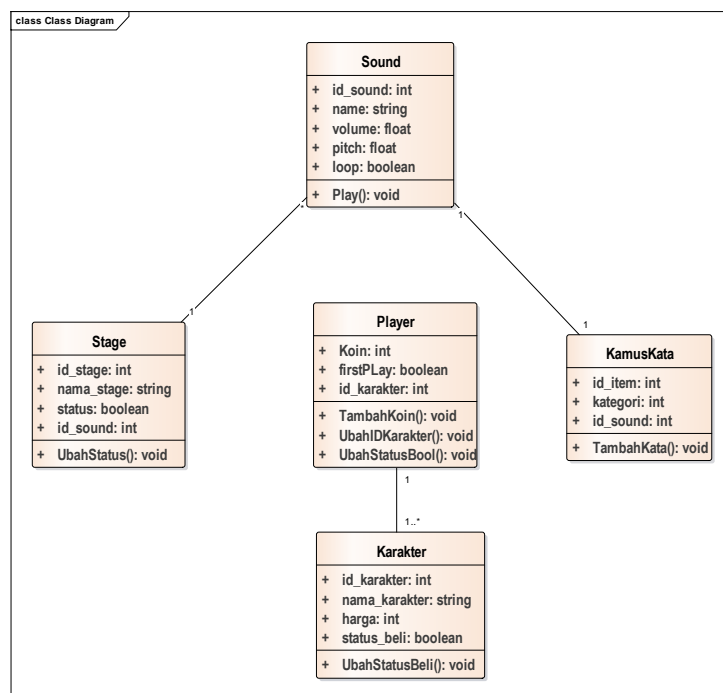 class Class Diagram
Sound
+ id_sound: int
+ name: string
+ volume: float
+ pitch: float
+ loop: boolean
+ Play(): void
*
1
1
1
Stage
+ id_stage: int
+ nama_stage: string
+ status: boolean
+ id_sound: int
+ UbahStatus(): void
Player
+ Koin: int
+ firstPLay: boolean
+ id_karakter: int
+ TambahKoin(): void
+ UbahIDKarakter(): void
+ UbahStatusBool(): void
KamusKata
+ id_item: int
+ kategori: int
+ id_sound: int
+ TambahKata(): void
1
1..*
Karakter
+ id_karakter: int
+ nama_karakter: string
+ harga: int
+ status_beli: boolean
+ UbahStatusBeli(): void